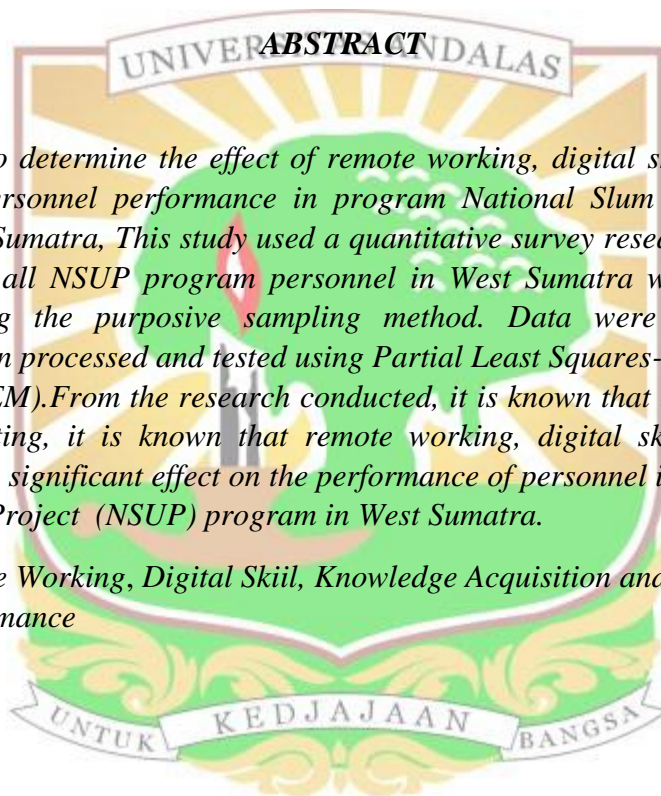 ABSTRACT
UNIVER NDALAS
o determine the effect of remote working, digital s
ersonnel performance in program National Slum
Sumatra, This study used a quantitative survey resea
all NSUP program personnel in West Sumatra w
g the purposive sampling method. Data were
n processed and tested using Partial Least Squares-
EM).From the research conducted, it is known that
ting, it is known that remote working, digital sk
significant effect on the performance of personnel i
Project (NSUP) program in West Sumatra.
e Working, Digital Skiil, Knowledge Acquisition and
mance
UNTUK KEDJAJAAN BANGSA